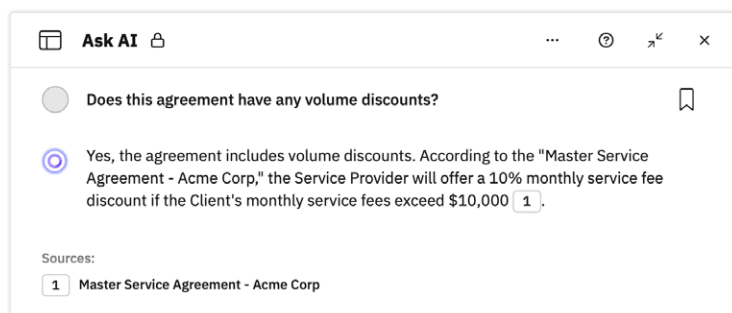 Ask AI
Does this agreement have any volume discounts?
Yes, the agreement includes volume discounts. According to the "Master Service
Agreement - Acme Corp," the Service Provider will offer a 10% monthly service fee
discount if the Client's monthly service fees exceed $10,000 1.
Sources:
1 Master Service Agreement - Acme Corp